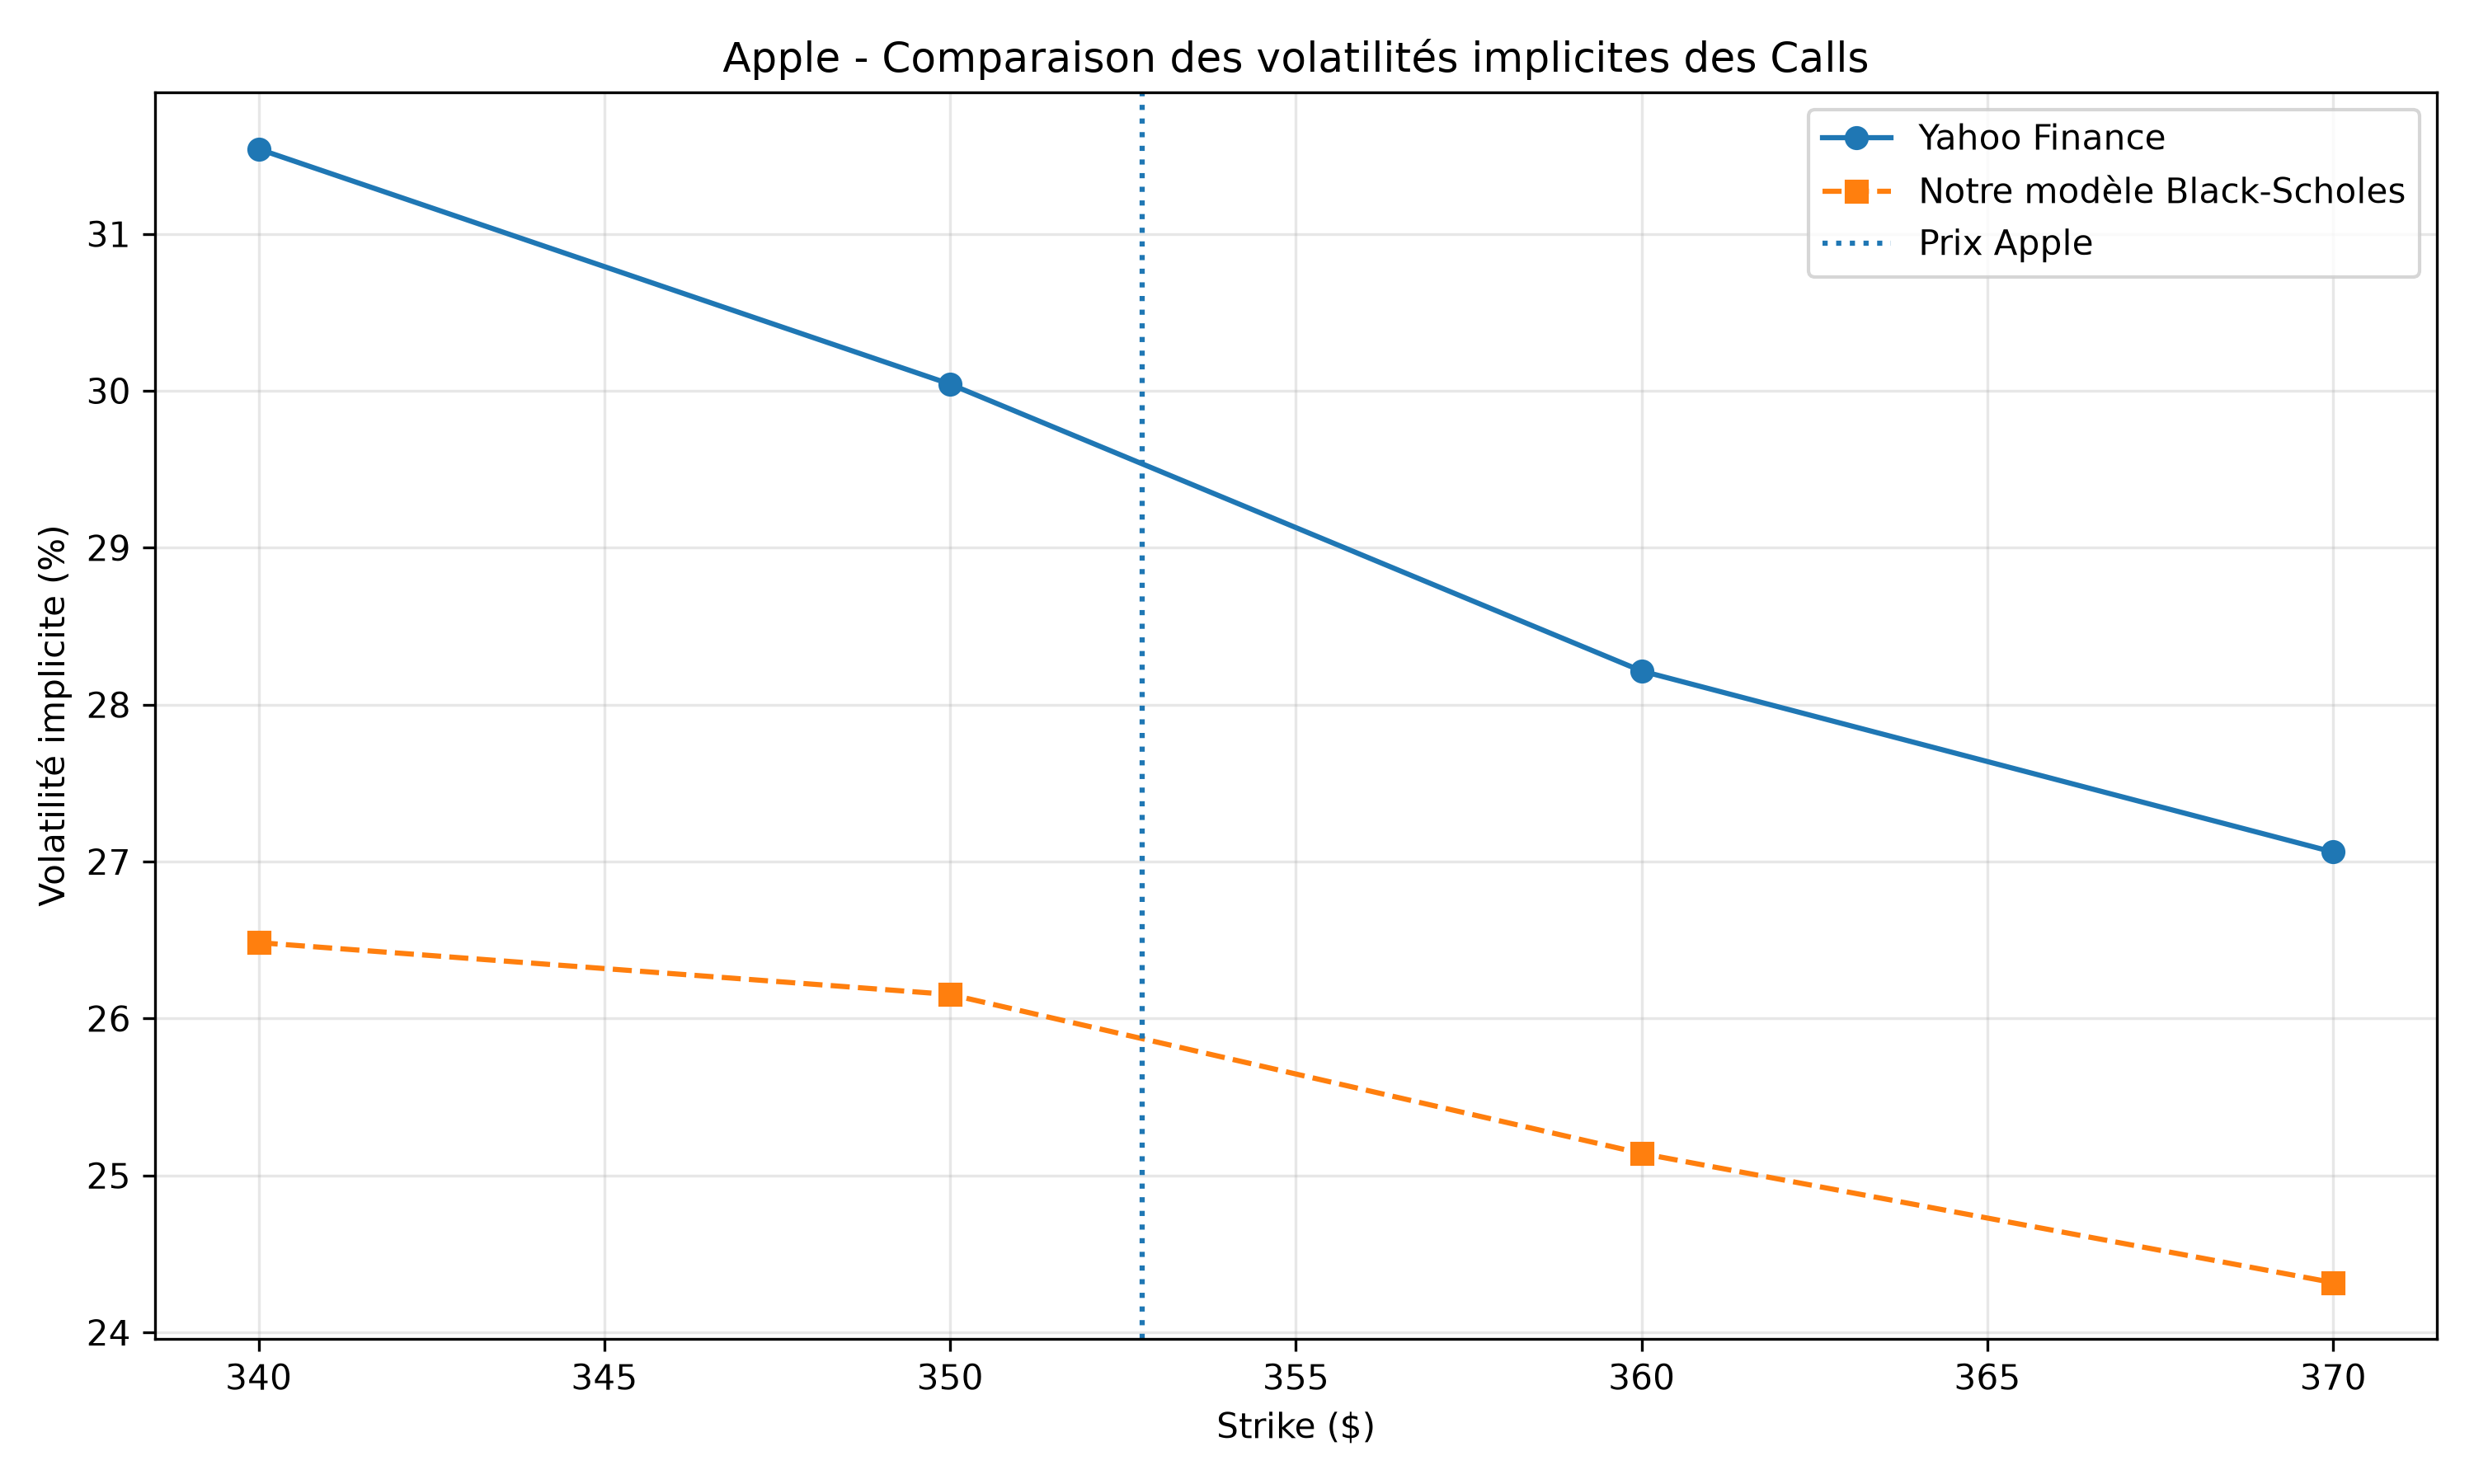 Apple - Comparaison des volatilités implicites des Calls
Yahoo Finance
Notre modèle Black-Scholes
Prix Apple
Volatilité implicite (%)
31
30
29
28
27
26
25
24
340 345 350 355 360 365 370
Strike ($)